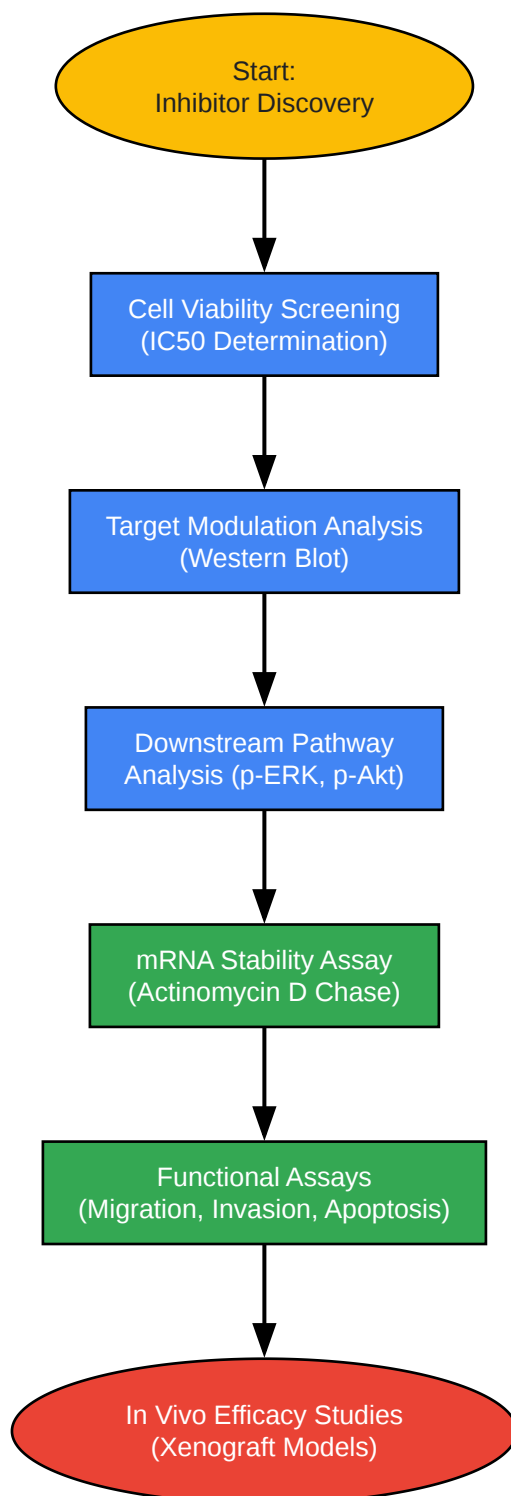 Start:
Inhibitor Discovery
Cell Viability Screening
(IC50 Determination)
Target Modulation Analysis
(Western Blot)
Downstream Pathway
Analysis (p-ERK, p-Akt)
mRNA Stability Assay
(Actinomycin D Chase)
Functional Assays
(Migration, Invasion, Apoptosis)
In Vivo Efficacy Studies
(Xenograft Models)